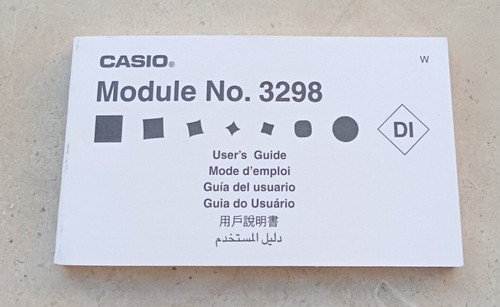 CASIO®
W
Module No. 3298
DI
User's Guide
Mode d'emploi
Guía del usuario
Guia do Usuário
用戶說明書
دليل المستخدم